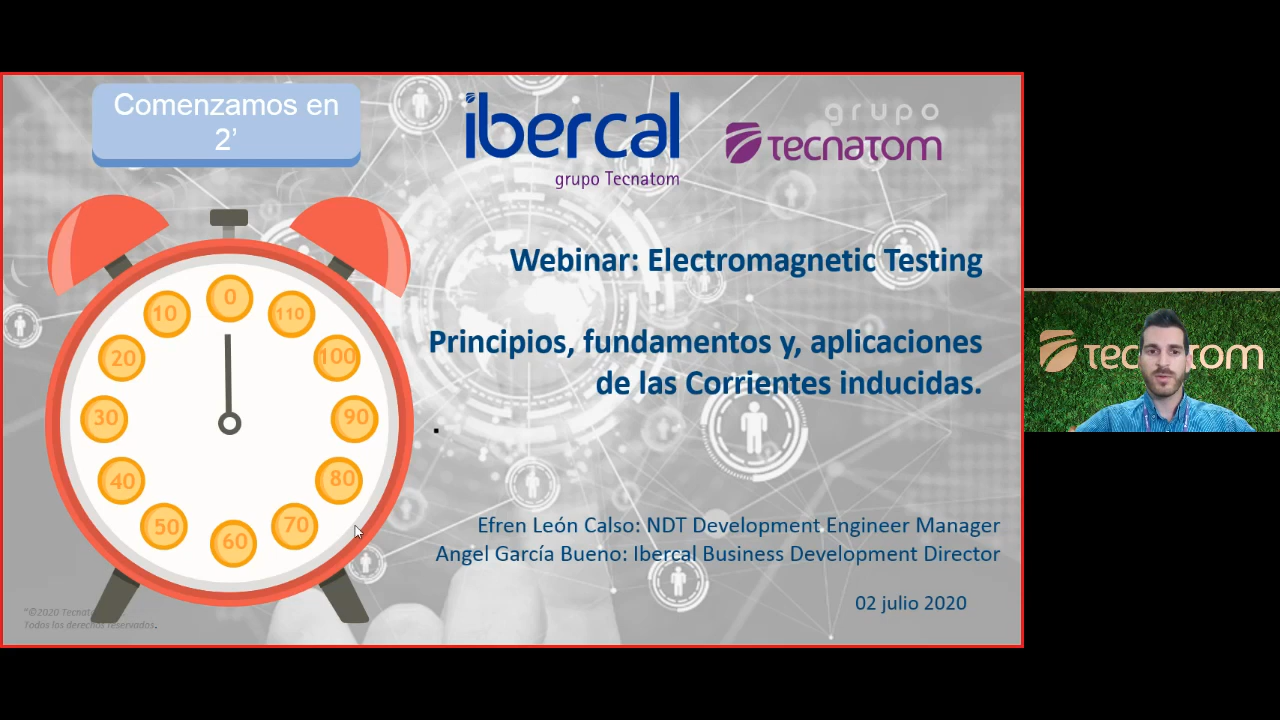 Comenzamos en
2’
ibercal
grupo Tecnatom
grupo
Tecnatom
Webinar: Electromagnetic Testing
Principios, fundamentos y, aplicaciones
de las Corrientes inducidas.
.
0
110
100
90
80
70
60
50
40
30
20
10
Efren León Calso: NDT Development Engineer Manager
Angel García Bueno: Ibercal Business Development Director
02 julio 2020
"©2020
Todos los derechos reservados.